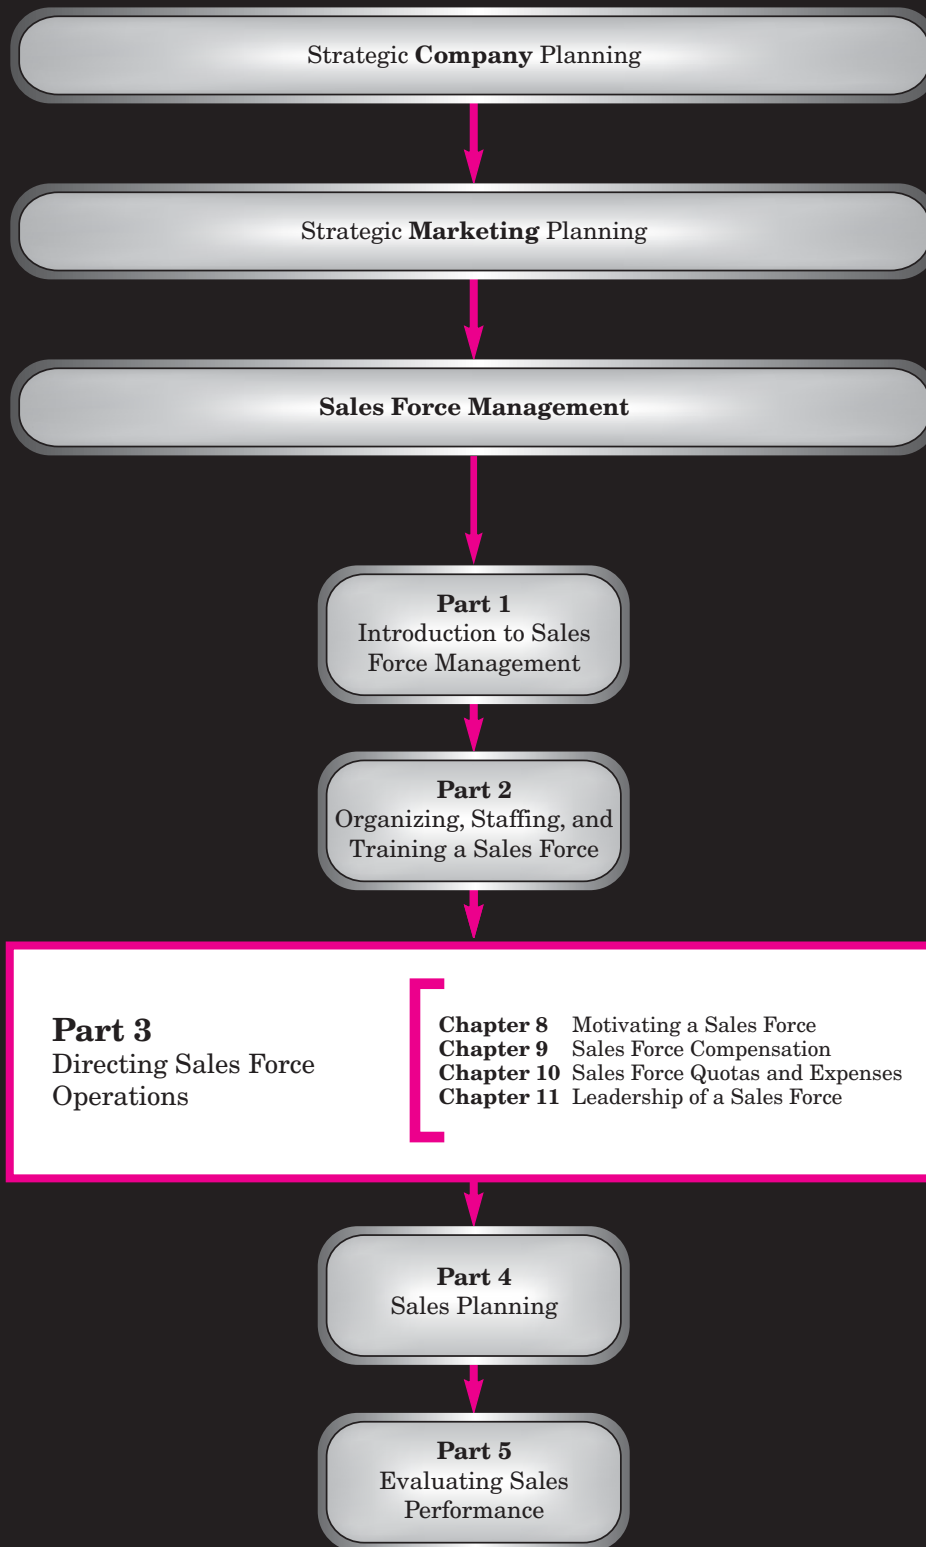 Strategic Company Planning
Strategic Marketing Planning
Sales Force Management
Part 1
Introduction to Sales
Force Management
Part 2
Organizing, Staffing, and
Training a Sales Force
Part 3
Directing Sales Force
Operations
Chapter 8 Motivating a Sales Force
Chapter 9 Sales Force Compensation
Chapter 10 Sales Force Quotas and Expenses
Chapter 11 Leadership of a Sales Force
Part 4
Sales Planning
Part 5
Evaluating Sales
Performance